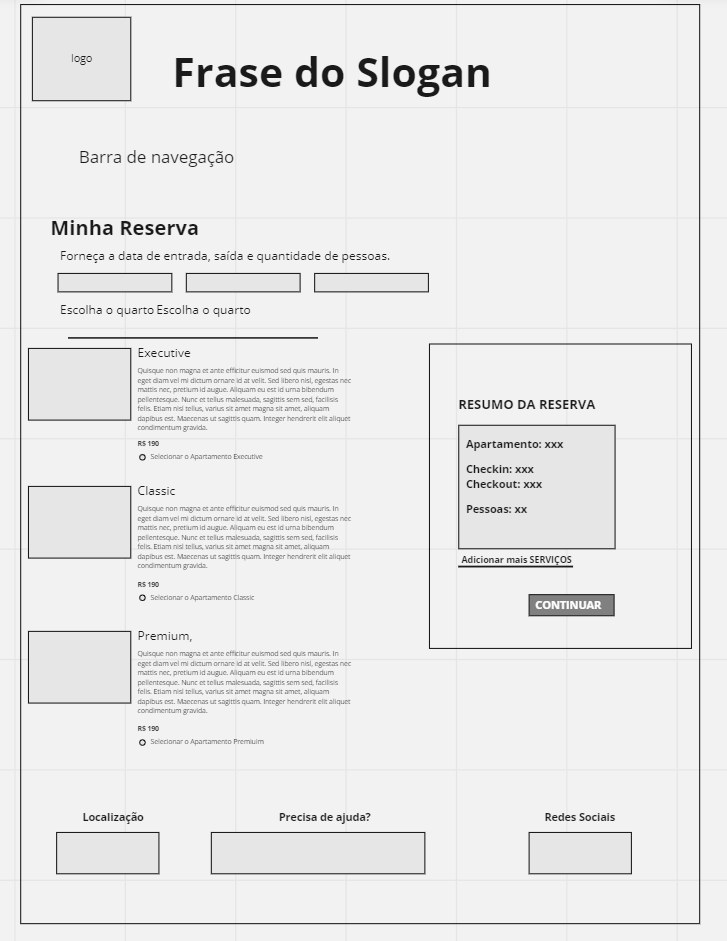 logo
Frase do Slogan
Barra de navegação
Minha Reserva
Forneça a data de entrada, saída e quantidade de pessoas.
Escolha o quarto Escolha o quarto
Executive
Quisque non magna et ante efficitur euismod sed quis mauris. In
eget diam vel mi dictum ornare id at velit. Sed libero nisl, egestas nec
mattis nec, pretium id augue. Aliquam eu est id urna bibendum
pellentesque. Nunc et tellus malesuada, sagittis sem sed, facilisis
felis. Etiam nisl tellus, varius sit amet magna sit amet, aliquam
dapibus est. Maecenas ut sagittis quam. Integer hendrerit elit aliquet
condimentum gravida.
R$ 190
Selecionar o Apartamento Executive
Classic
Quisque non magna et ante efficitur euismod sed quis mauris. In
eget diam vel mi dictum ornare id at velit. Sed libero nisl, egestas nec
mattis nec, pretium id augue. Aliquam eu est id urna bibendum
pellentesque. Nunc et tellus malesuada, sagittis sem sed, facilisis
felis. Etiam nisl tellus, varius sit amet magna sit amet, aliquam
dapibus est. Maecenas ut sagittis quam. Integer hendrerit elit aliquet
condimentum gravida.
R$ 190
Selecionar o Apartamento Classic
Premium,
Quisque non magna et ante efficitur euismod sed quis mauris. In
eget diam vel mi dictum ornare id at velit. Sed libero nisl, egestas nec
mattis nec, pretium id augue. Aliquam eu est id urna bibendum
pellentesque. Nunc et tellus malesuada, sagittis sem sed, facilisis
felis. Etiam nisl tellus, varius sit amet magna sit amet, aliquam
dapibus est. Maecenas ut sagittis quam. Integer hendrerit elit aliquet
condimentum gravida.
R$ 190
Selecionar o Apartamento Premiuim
RESUMO DA RESERVA
Apartamento: xxx
Checkin: xxx
Checkout: xxx
Pessoas: xx
Adicionar mais SERVIÇOS
CONTINUAR
Localização
Precisa de ajuda?
Redes Sociais